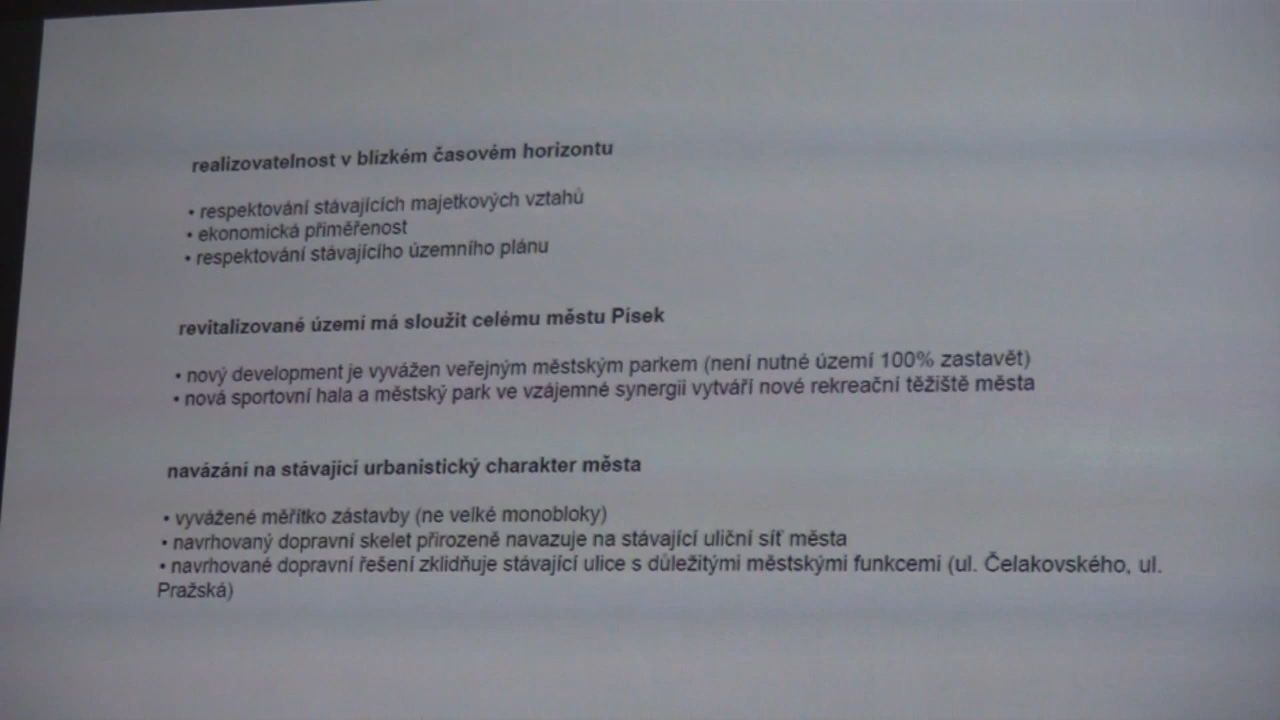 realizovatelnost v blízkém časovém horizontu
• respektování stávajících majetkových vztahů
• ekonomická přiměřenost
• respektování stávajícího územního plánu
revitalizované území má sloužit celému městu Písek
• nový development je vyvážen veřejným městským parkem (není nutné území 100% zastavět)
• nová sportovní hala a městský park ve vzájemné synergii vytváří nové rekreační těžiště města
navázání na stávající urbanistický charakter města
• vyvážené měřítko zástavby (ne velké monobloky)
• navrhovaný dopravní skelet přirozeně navazuje na stávající uliční síť města
• navrhované dopravní řešení zklidňuje stávající ulice s důležitými městskými funkcemi (ul. Čelakovského, ul.
Pražská)